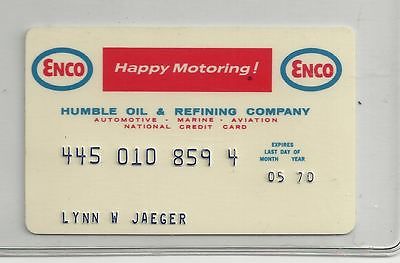 ENCO Happy Motoring! ENCO
HUMBLE OIL & REFINING COMPANY
AUTOMOTIVE - MARINE - AVIATION
NATIONAL CREDIT CARD
445 010 859 4
EXPIRES
LAST DAY OF
MONTH YEAR
05 70
LYNN W JAEGER